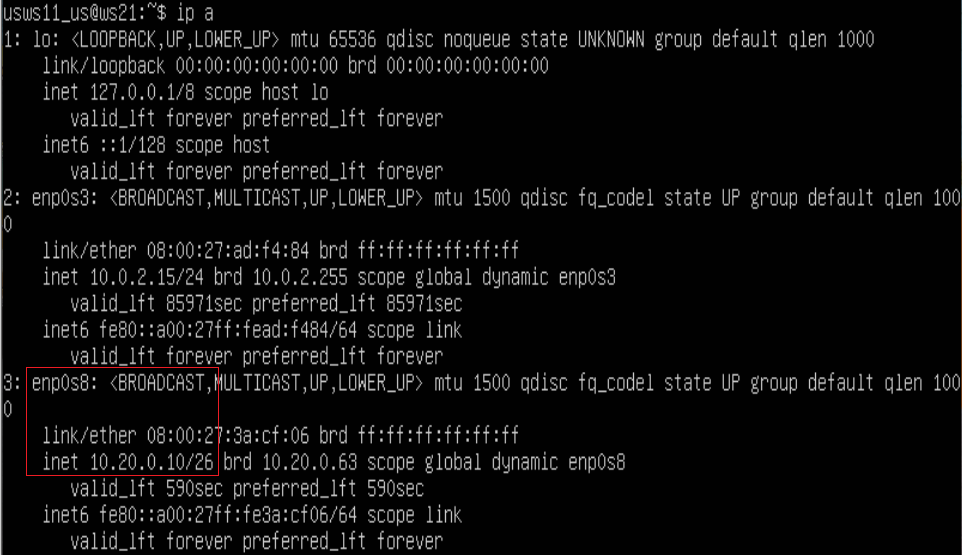 usws11_us@ws21:~$ ip a
1: lo: <LOOPBACK,UP,LOWER_UP> mtu 65536 qdisc noqueue state UNKNOWN group default qlen 1000
    link/loopback 00:00:00:00:00:00 brd 00:00:00:00:00:00
    inet 127.0.0.1/8 scope host lo
       valid_lft forever preferred_lft forever
    inet6 ::1/128 scope host
       valid_lft forever preferred_lft forever
2: enp0s3: <BROADCAST,MULTICAST,UP,LOWER_UP> mtu 1500 qdisc fq_codel state UP group default qlen 100
0
    link/ether 08:00:27:ad:f4:84 brd ff:ff:ff:ff:ff:ff
    inet 10.0.2.15/24 brd 10.0.2.255 scope global dynamic enp0s3
       valid_lft 85971sec preferred_lft 85971sec
    inet6 fe80::a00:27ff:fead:f484/64 scope link
       valid_lft forever preferred_lft forever
3: enp0s8: <BROADCAST,MULTICAST,UP,LOWER_UP> mtu 1500 qdisc fq_codel state UP group default qlen 100
0
    link/ether 08:00:27:3a:cf:06 brd ff:ff:ff:ff:ff:ff
    inet 10.20.0.10/26 brd 10.20.0.63 scope global dynamic enp0s8
       valid_lft 590sec preferred_lft 590sec
    inet6 fe80::a00:27ff:fe3a:cf06/64 scope link
       valid_lft forever preferred_lft forever